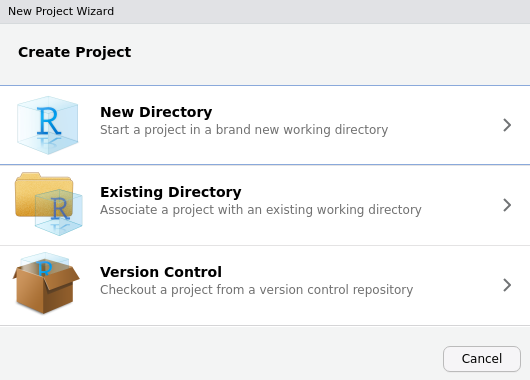 New Project Wizard
Create Project
R
New Directory
Start a project in a brand new working directory
R
Existing Directory
Associate a project with an existing working directory
R
Version Control
Checkout a project from a version control repository
Cancel